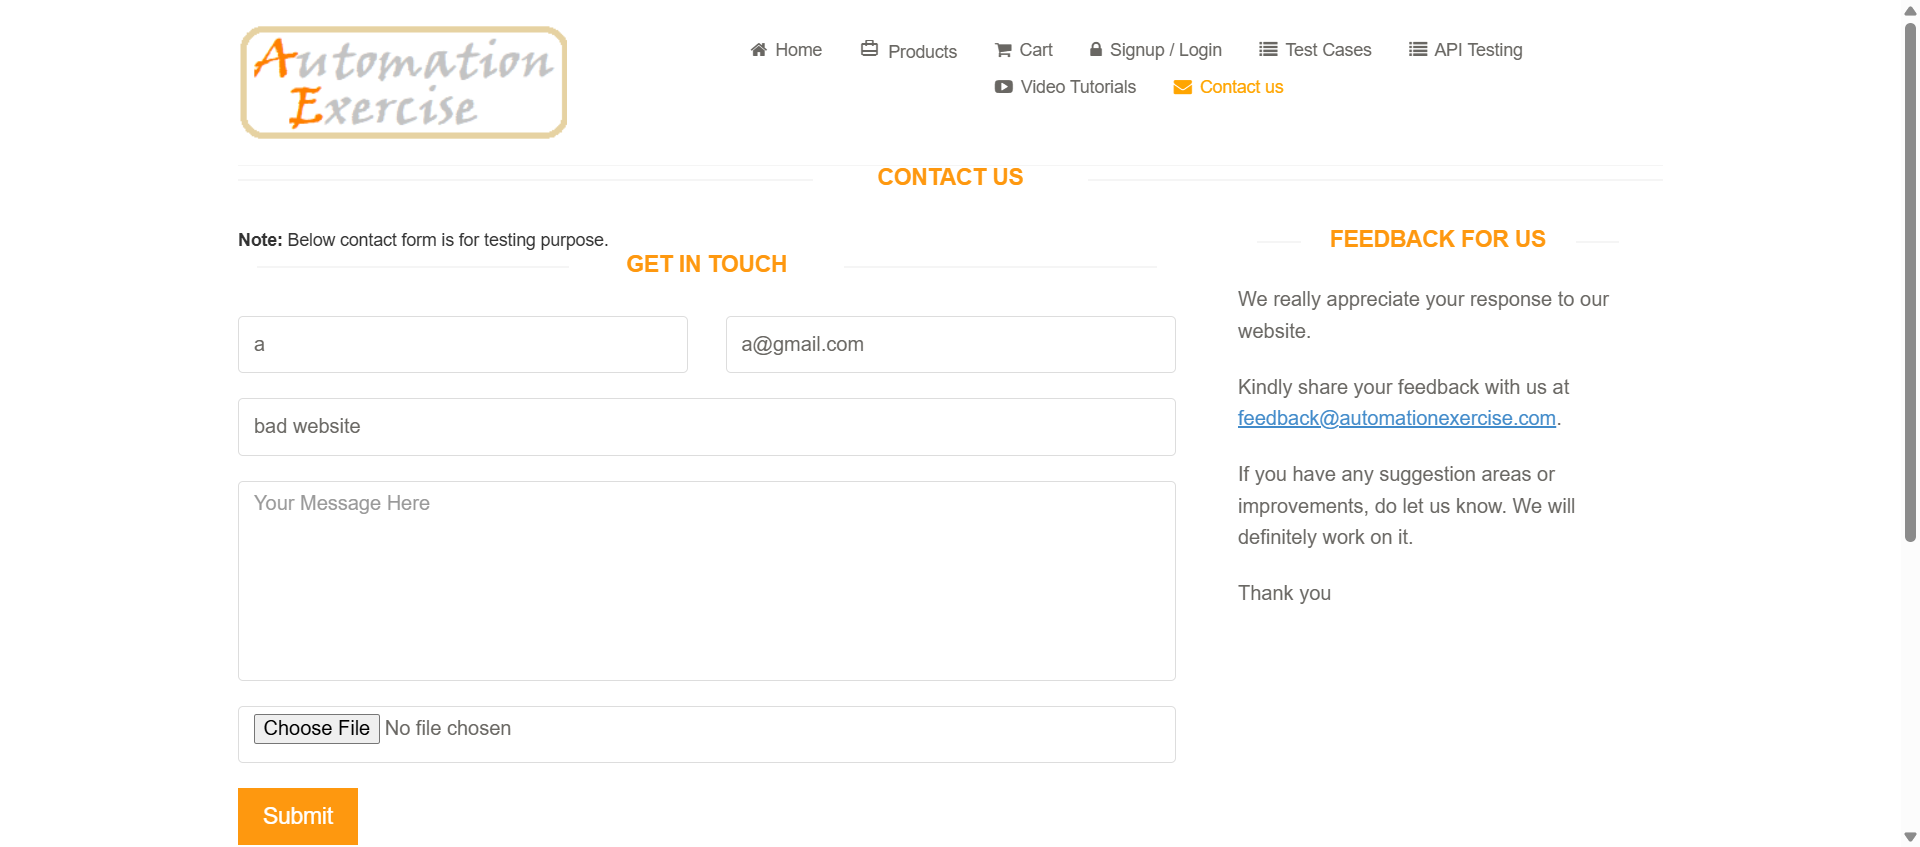 Automation
Exercise
Home
Products
Cart
Signup / Login
Test Cases
API Testing
Video Tutorials
Contact us
CONTACT US
Note: Below contact form is for testing purpose.
GET IN TOUCH
a
a@gmail.com
bad website
Your Message Here
Choose File No file chosen
Submit
FEEDBACK FOR US
We really appreciate your response to our
website.
Kindly share your feedback with us at
feedback@automationexercise.com.
If you have any suggestion areas or
improvements, do let us know. We will
definitely work on it.
Thank you